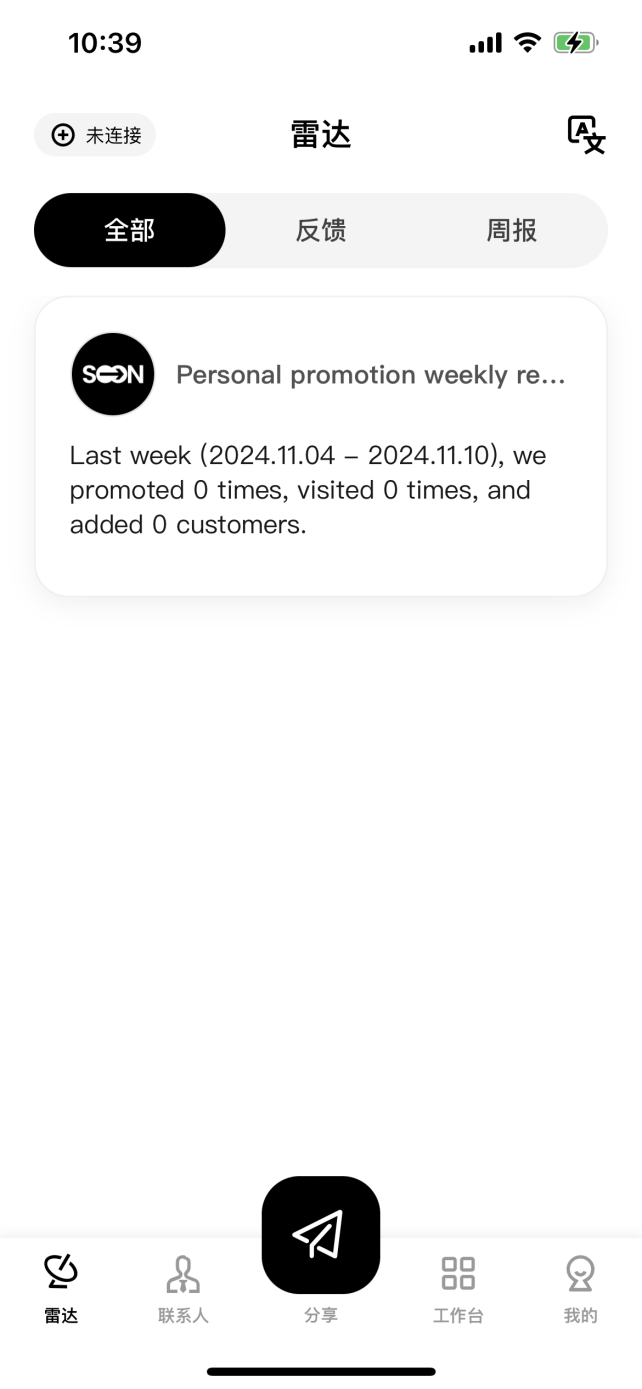 10:39
未连接
雷达
全部
反馈
周报
SOON
Personal promotion weekly re...
Last week (2024.11.04 – 2024.11.10), we
promoted 0 times, visited 0 times, and
added 0 customers.
雷达
联系人
分享
工作台
我的